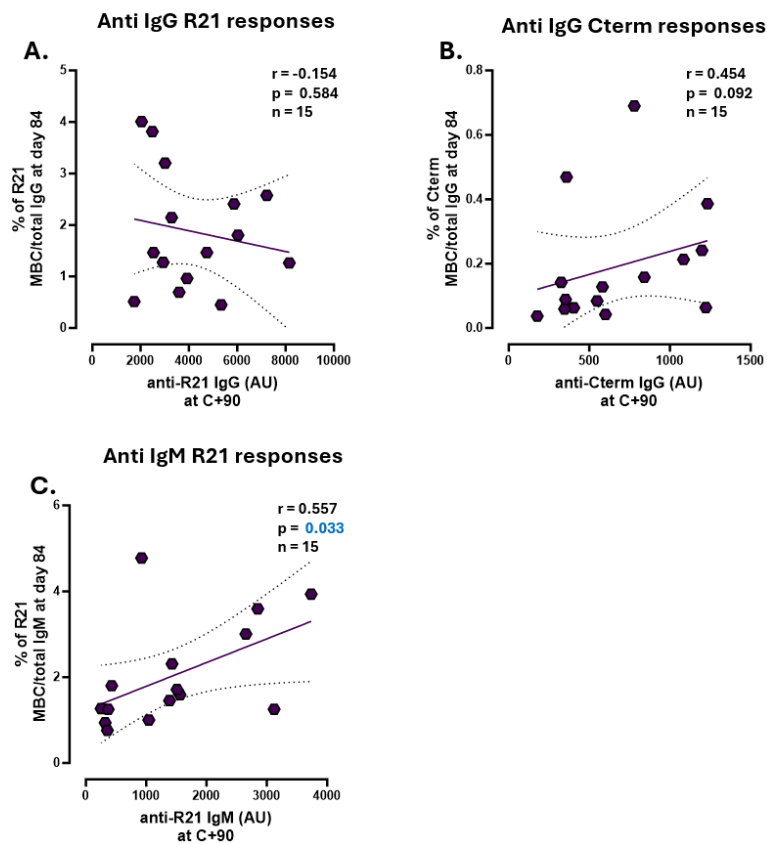 Anti IgG R21 responses
A.
r = -0.154
p = 0.584
n = 15
% of R21
MBC/total IgG at day 84
5
4
3
2
1
0
0 2000 4000 6000 8000 10000
anti-R21 IgG (AU)
at C+90
Anti IgG Cterm responses
B.
r = 0.454
p = 0.092
n = 15
% of Cterm
MBC/total IgG at day 84
0.8
0.6
0.4
0.2
0.0
0 500 1000 1500
anti-Cterm IgG (AU)
at C+90
Anti IgM R21 responses
C.
r = 0.557
p = 0.033
n = 15
% of R21
MBC/total IgM at day 84
6
4
2
0
0 1000 2000 3000 4000
anti-R21 IgM (AU)
at C+90